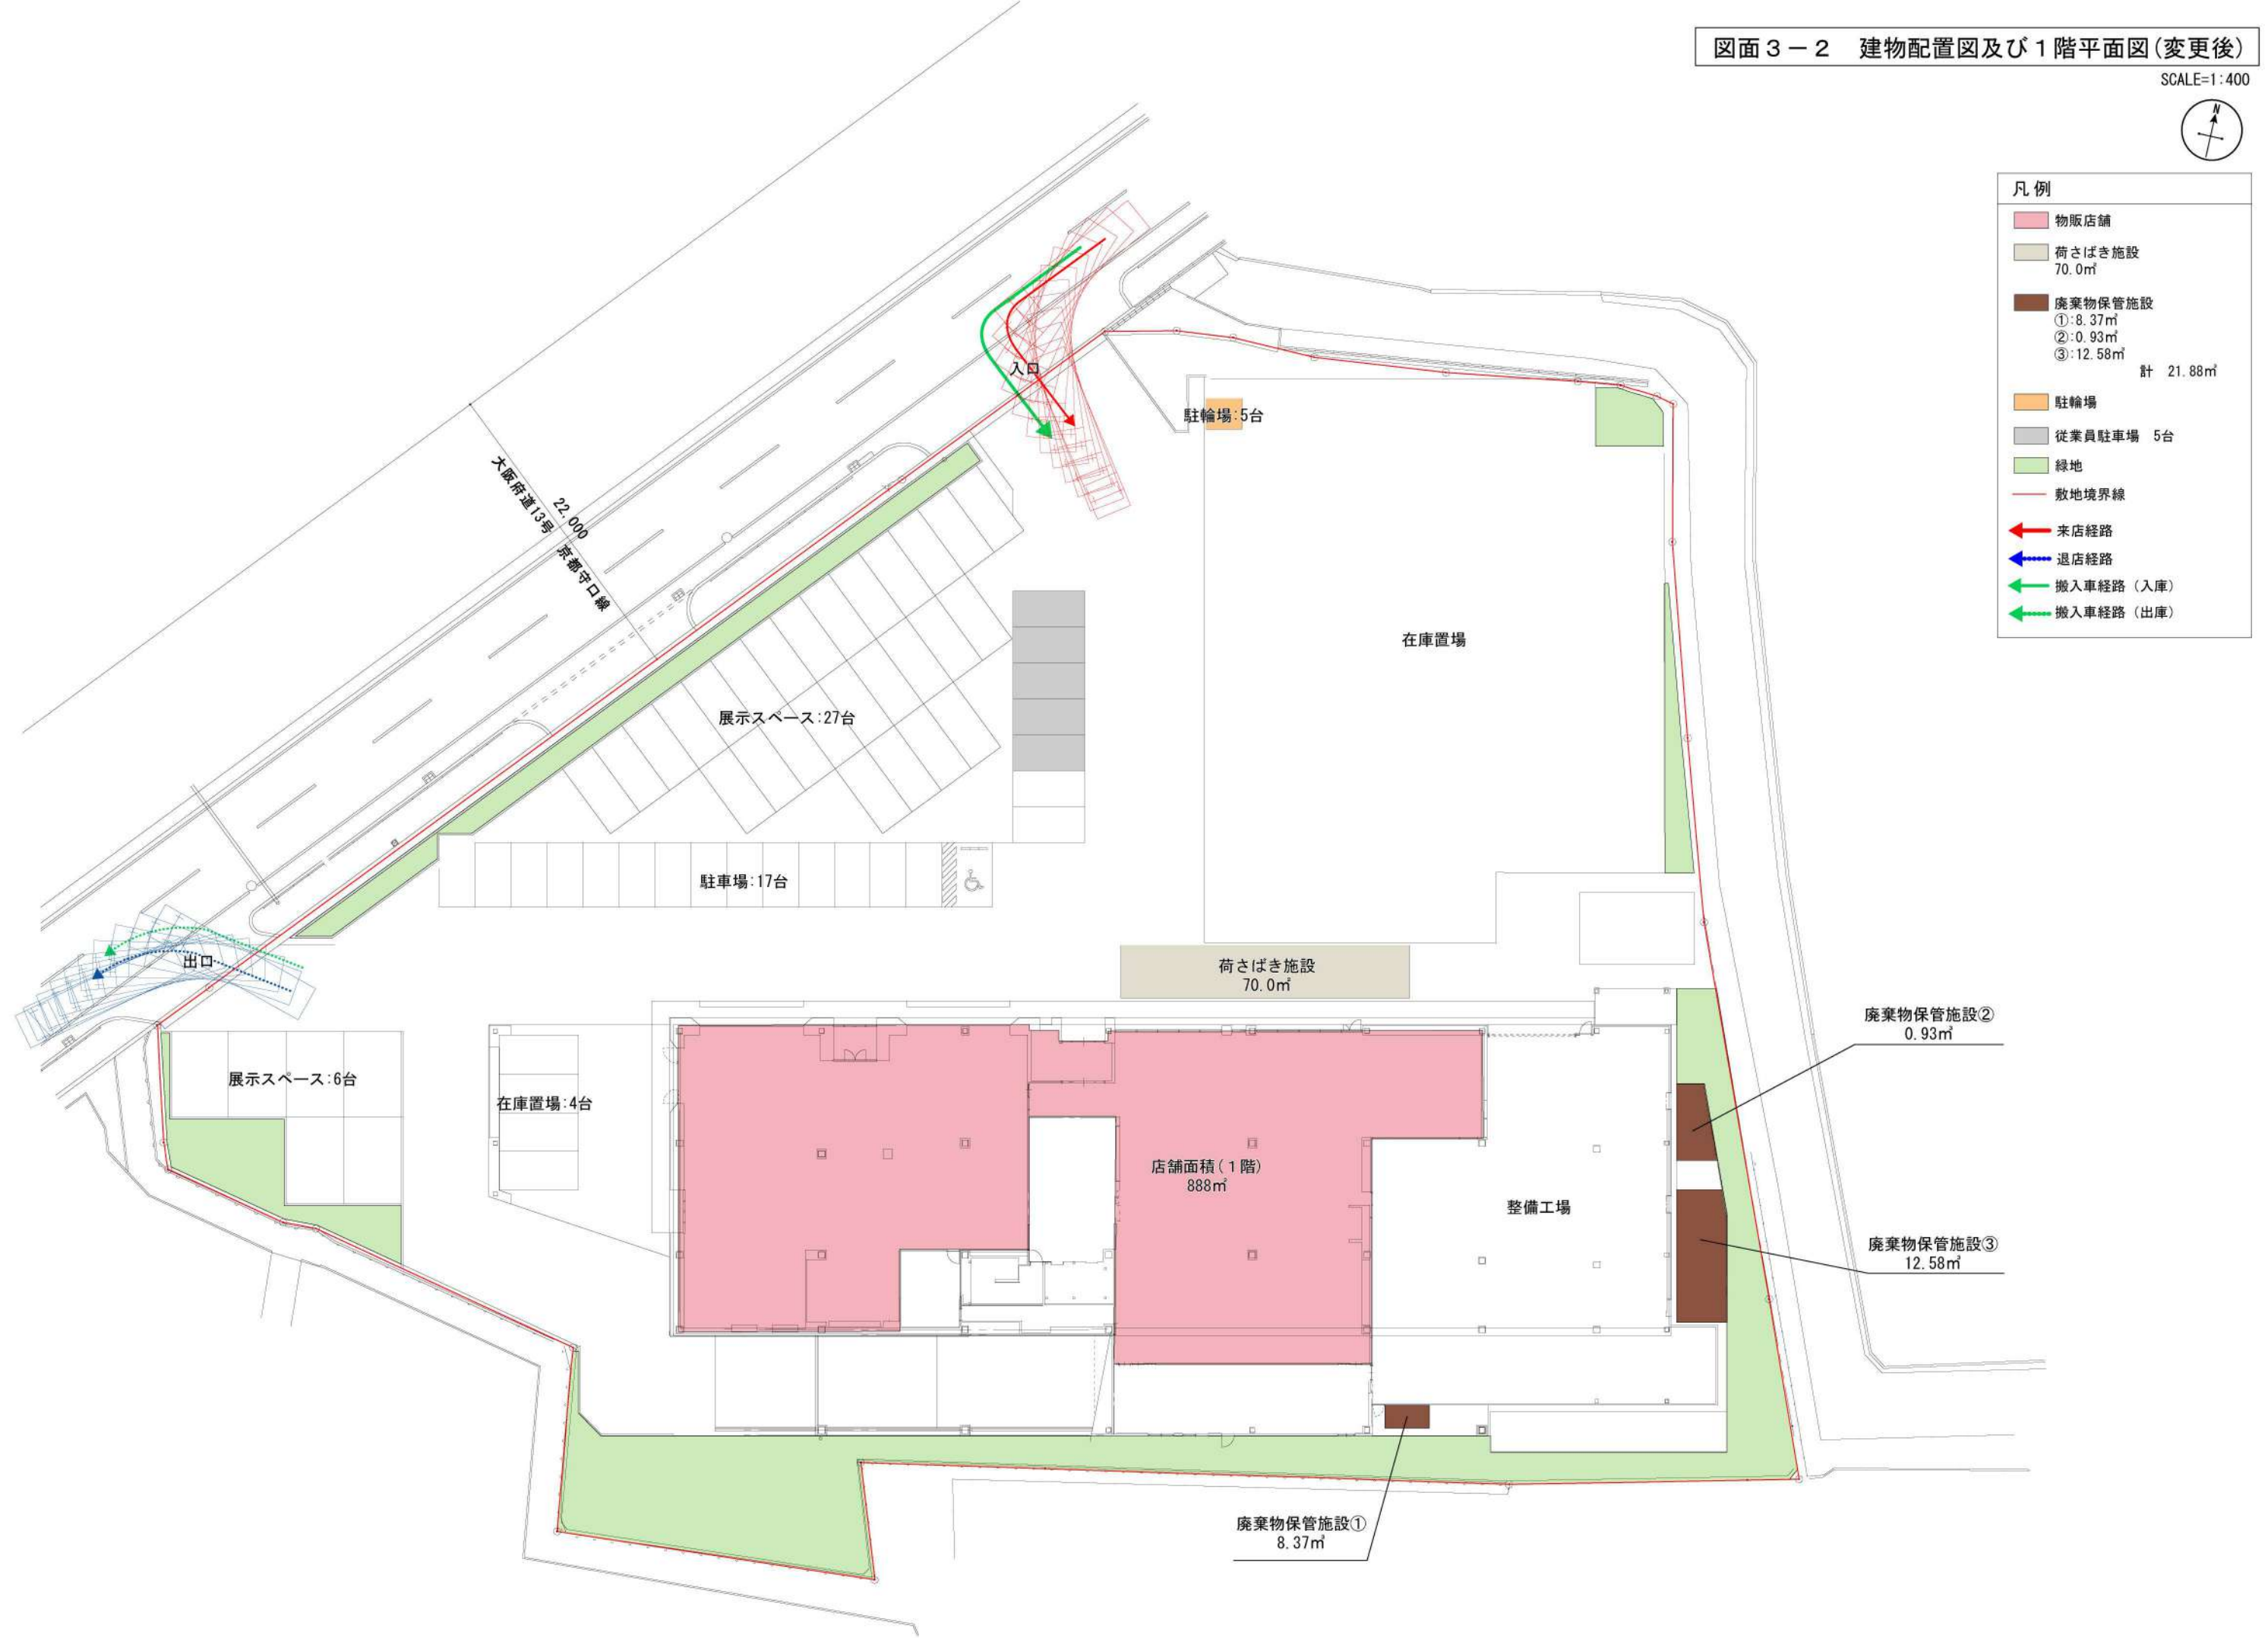 図面3-2 建物配置図及び1階平面図(変更後)
SCALE=1:400
N
凡例
物販店舗
荷さばき施設
70.0㎡
廃棄物保管施設
①:8.37㎡
②:0.93㎡
③:12.58㎡
計 21.88㎡
駐輪場
従業員駐車場 5台
緑地
敷地境界線
来店経路
退店経路
搬入車経路（入庫）
搬入車経路（出庫）
入口
駐輪場:5台
22,000
大阪府道13号 京都守口線
在庫置場
展示スペース:27台
駐車場:17台
出口
荷さばき施設
70.0㎡
廃棄物保管施設②
0.93㎡
展示スペース:6台
在庫置場:4台
店舗面積(1階)
888㎡
整備工場
廃棄物保管施設③
12.58㎡
廃棄物保管施設①
8.37㎡